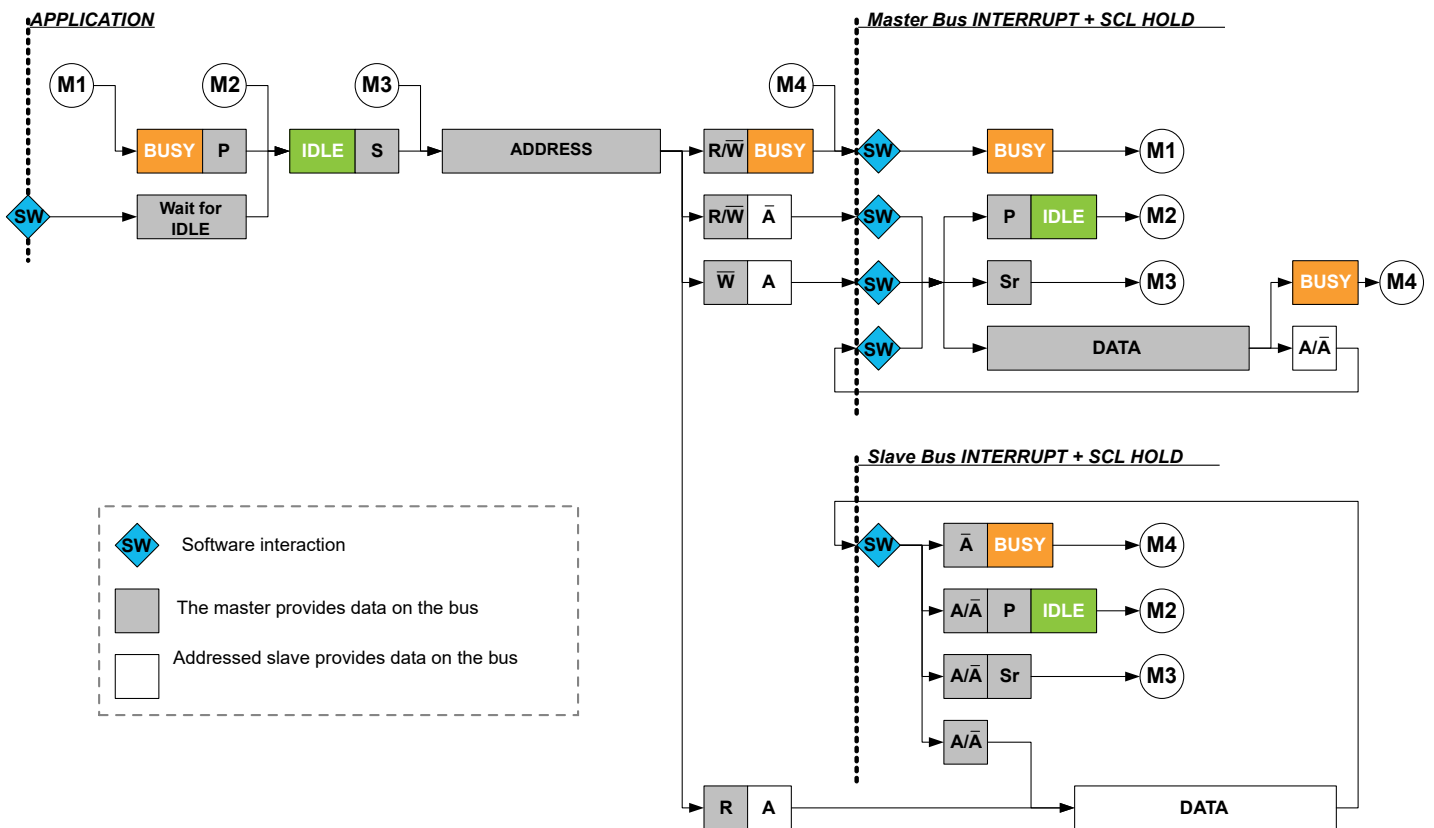 APPLICATION
Master Bus INTERRUPT + SCL HOLD
M1
M2
M3
M4
BUSY P
IDLE S
ADDRESS
R/W̅ BUSY
SW
BUSY
M1
SW
Wait for
IDLE
R/W̅ A̅
SW
P IDLE
M2
W̅ A
SW
Sr
M3
BUSY
M4
SW
DATA
A/A̅
Slave Bus INTERRUPT + SCL HOLD
SW
A̅ BUSY
M4
A/A̅ P IDLE
M2
A/A̅ Sr
M3
A/A̅
R A
DATA
SW
Software interaction
The master provides data on the bus
Addressed slave provides data on the bus